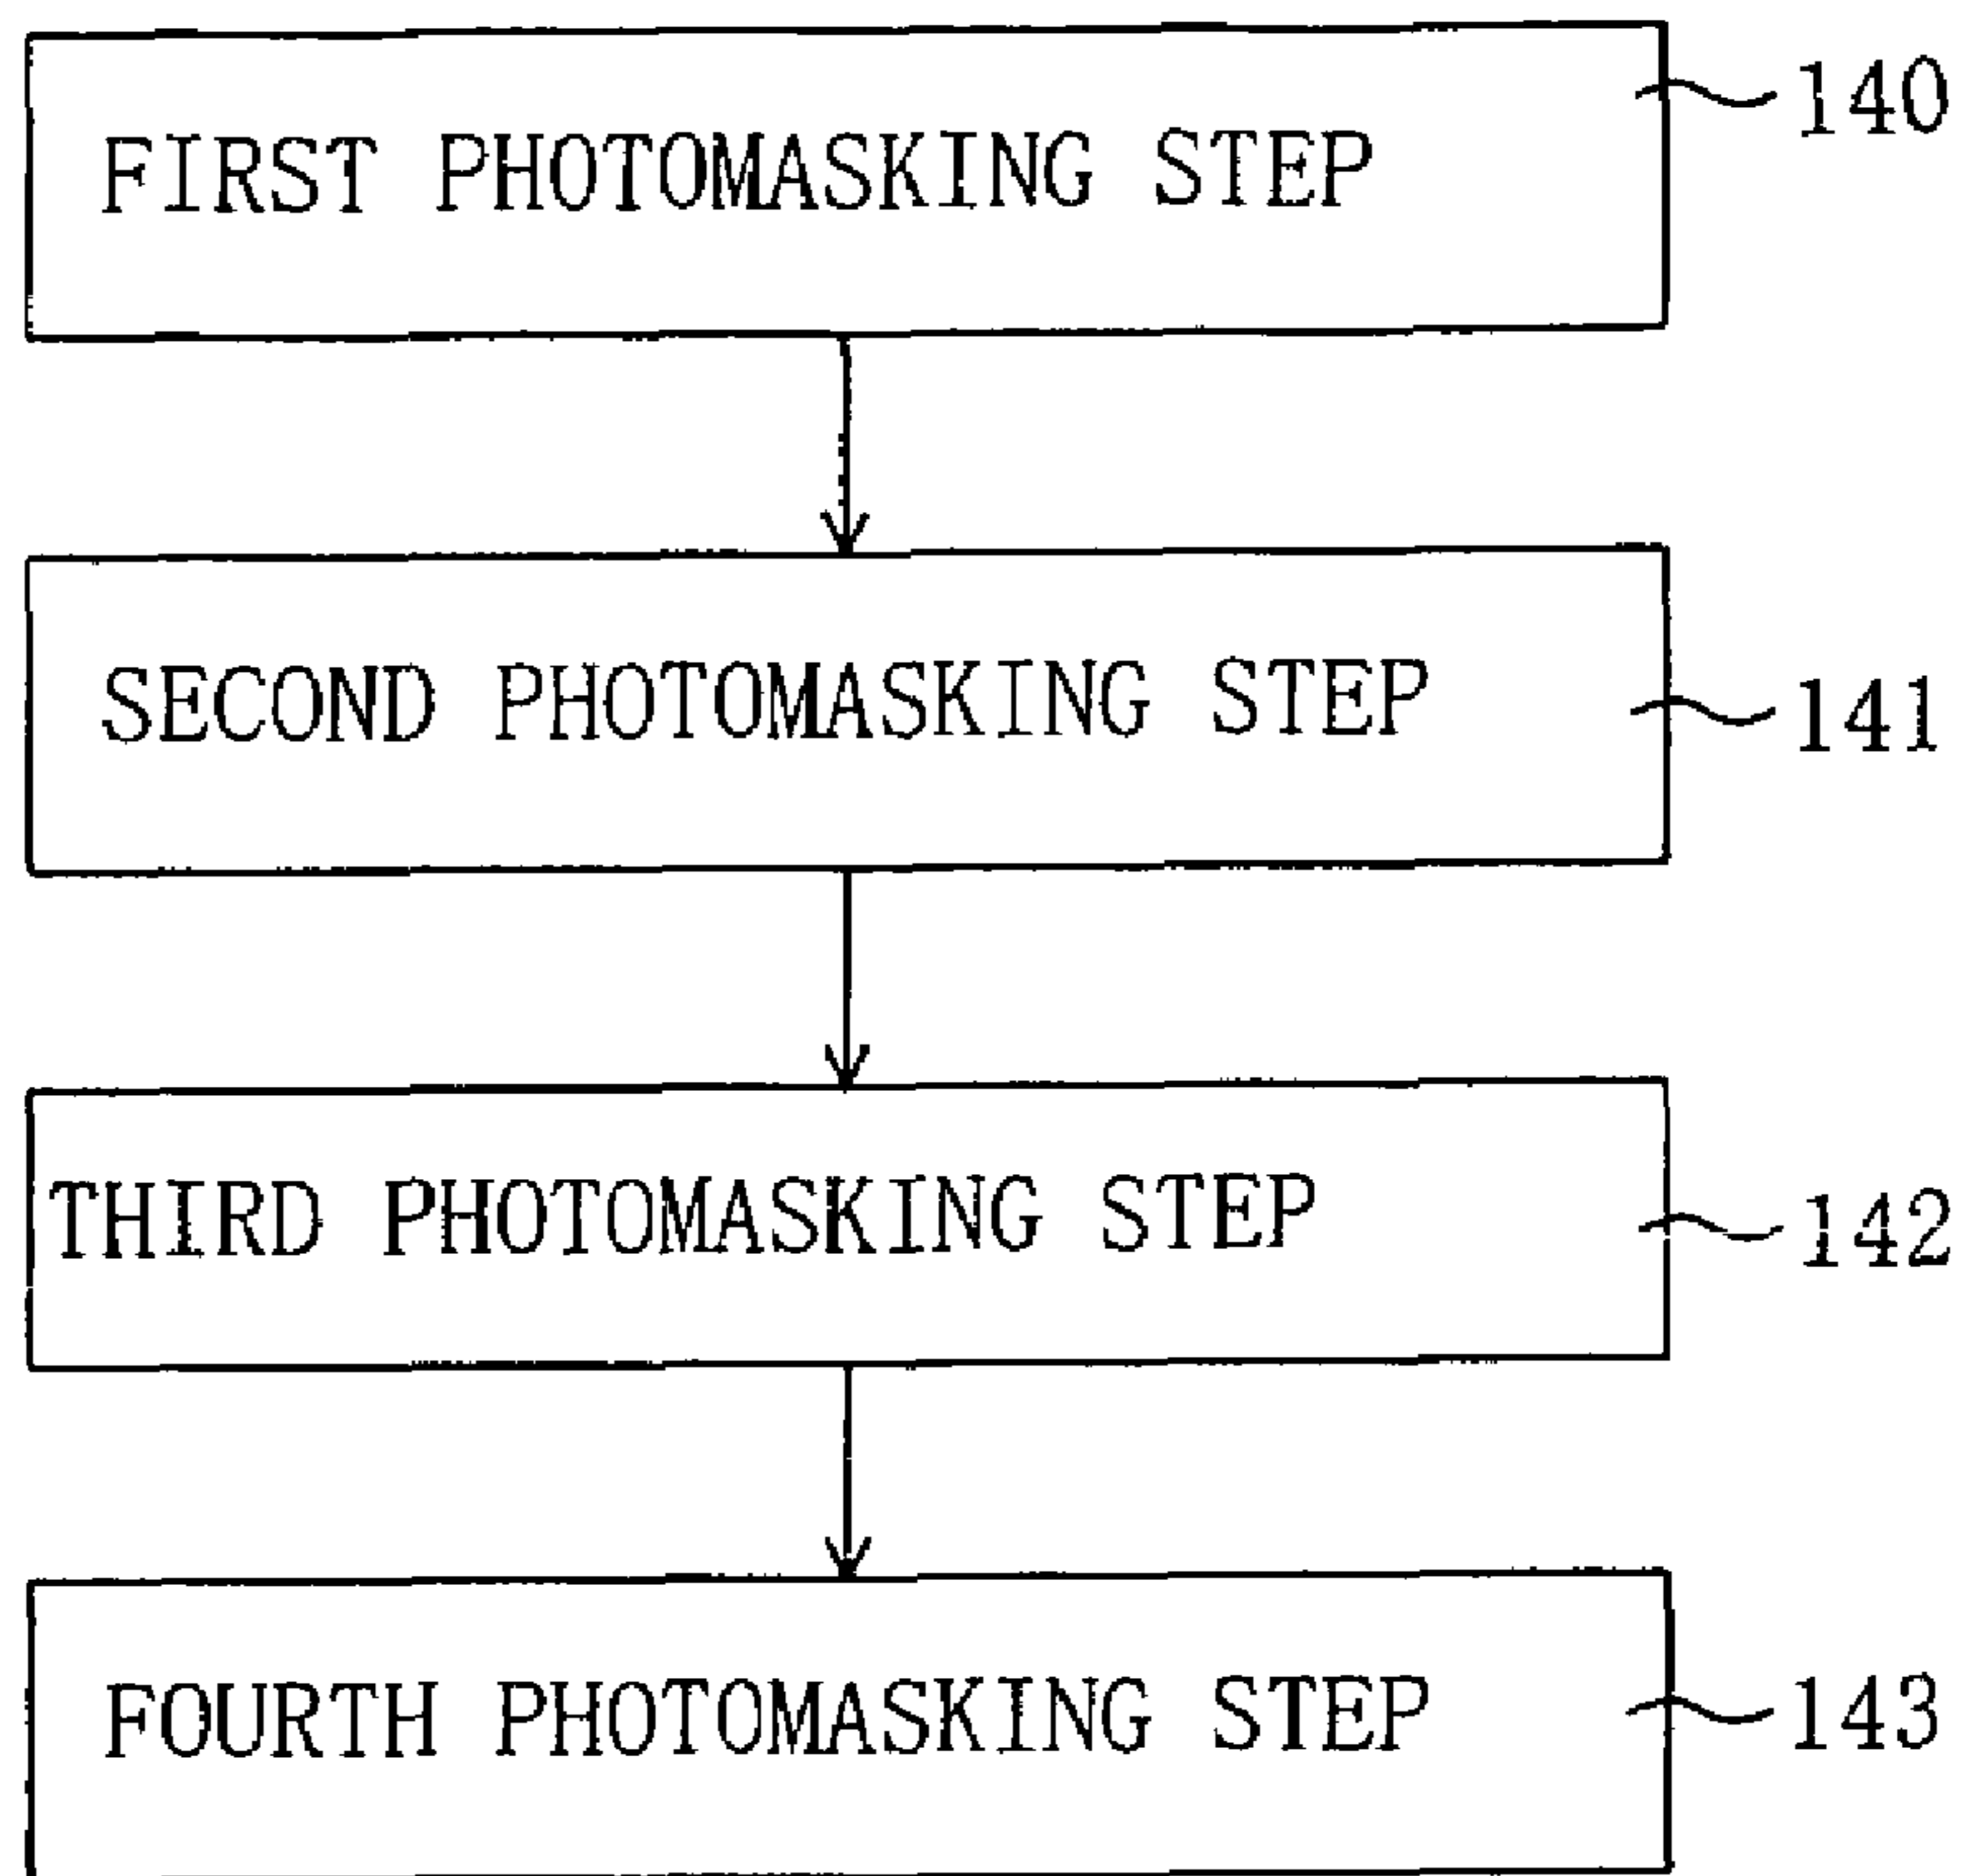 FIRST PHOTOMASKING STEP 140
SECOND PHOTOMASKING STEP 141
THIRD PHOTOMASKING STEP 142
FOURTH PHOTOMASKING STEP 143